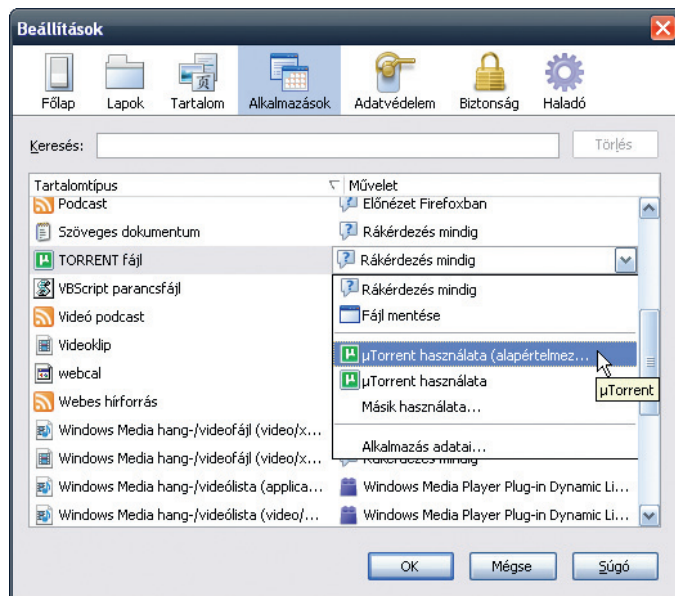 Beállítások
Főlap Lapok Tartalom Alkalmazások Adatvédelem Biztonság Haladó
Keresés: Törlés
Tartalomtípus Művelet
Podcast Előnézet Firefoxban
Szöveges dokumentum Rákérdezés mindig
TORRENT fájl Rákérdezés mindig
VBScript parancsfájl Rákérdezés mindig
Videó podcast Fájl mentése
Videoklip µTorrent használata (alapértelmez...
webcal µTorrent használata
µTorrent
Webes hírforrás Másik használata...
Windows Media hang-/videofájl (video/x... Alkalmazás adatai...
Windows Media hang-/videofájl (video/x... Rákérdezés mindig
Windows Media hang-/videólista (applica... Windows Media Player Plug-in Dynamic Li...
Windows Media hang-/videólista (video/... Windows Media Player Plug-in Dynamic Li...
OK Mégse Súgó